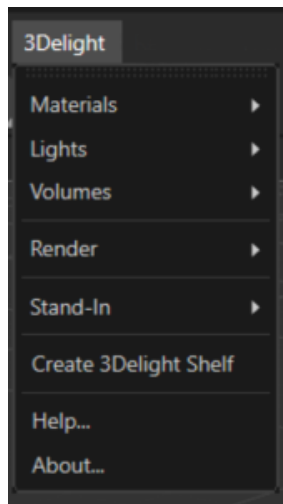 3Delight
Materials
Lights
Volumes
Render
Stand-In
Create 3Delight Shelf
Help...
About...